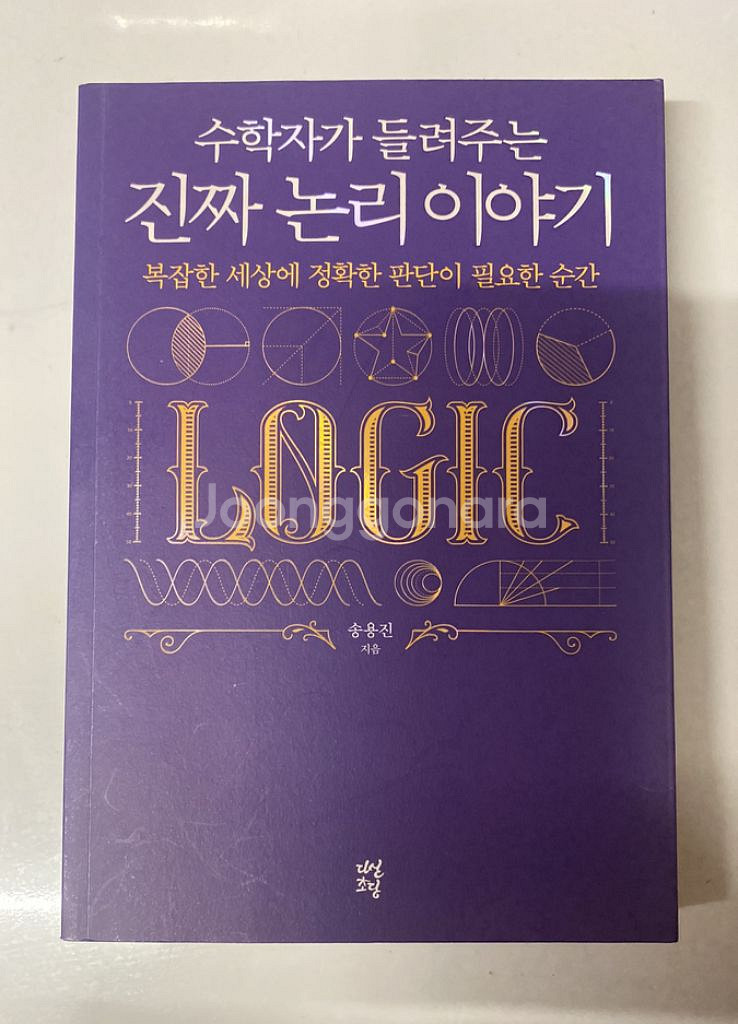 수학자가 들려주는
진짜 논리 이야기
복잡한 세상에 정확한 판단이 필요한 순간
LOGIC
Joonggonara
송용진
지음
다산
초당